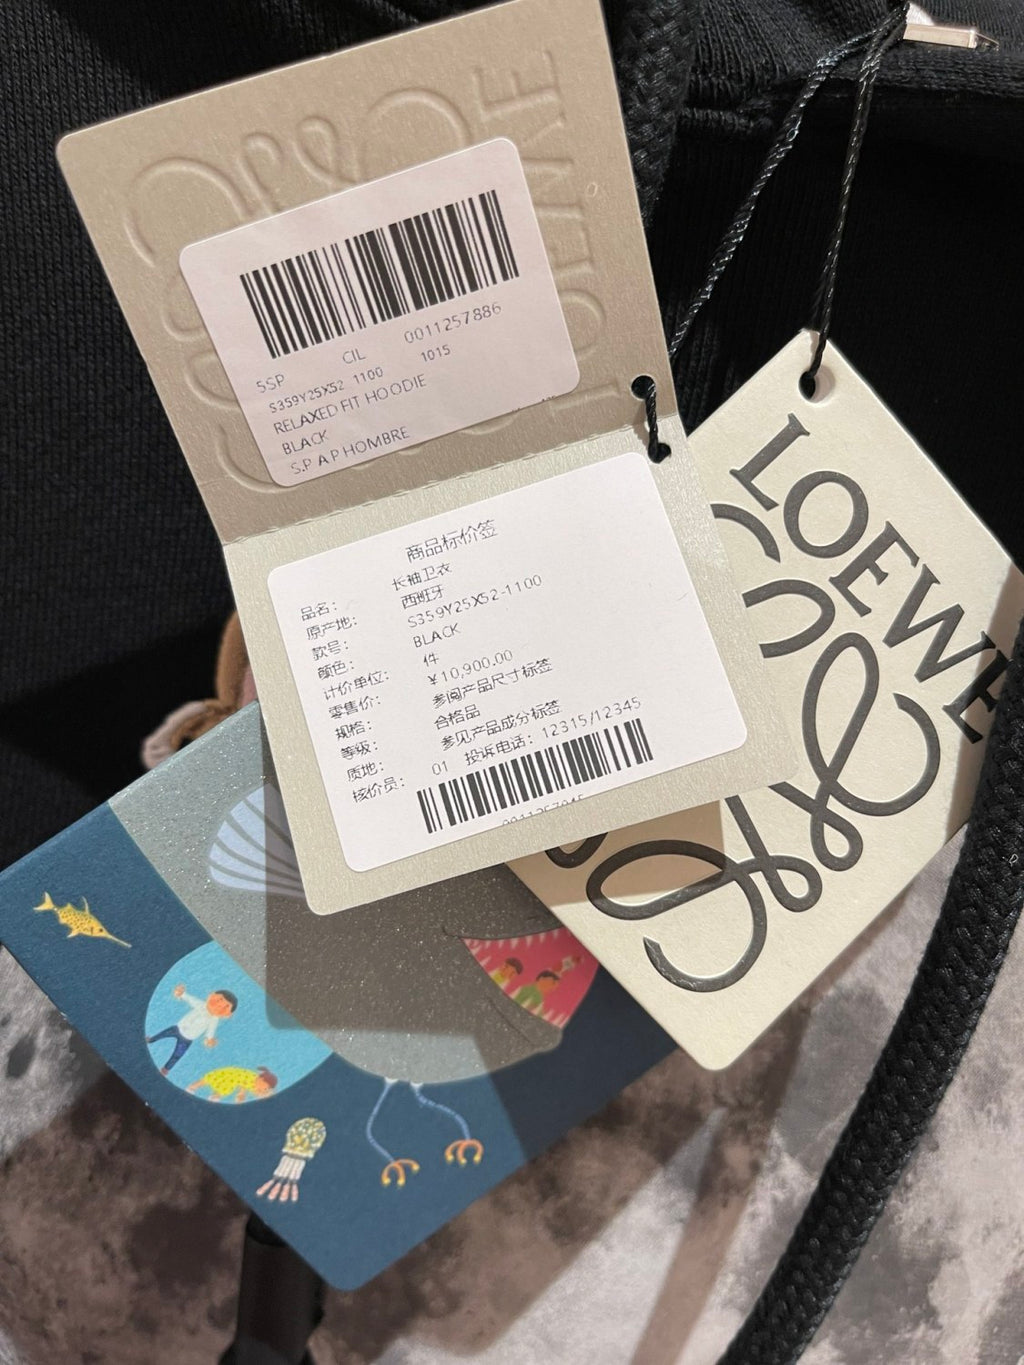 LOEWE
5SP CIL 0011257886
S359Y25X52 1100 1015
RELAXED FIT HOODIE
BLACK
S.P A P HOMBRE
商品标价签
品名： 长袖卫衣
原产地： 西班牙
款号： S359Y25X52-1100
颜色： BLACK
计价单位： 件
零售价： ￥10,900.00
规格： 参阅产品尺寸标签
等级： 合格品
质地： 参见产品成分标签
核价员： 01 投诉电话：12315/12345
LOEWE